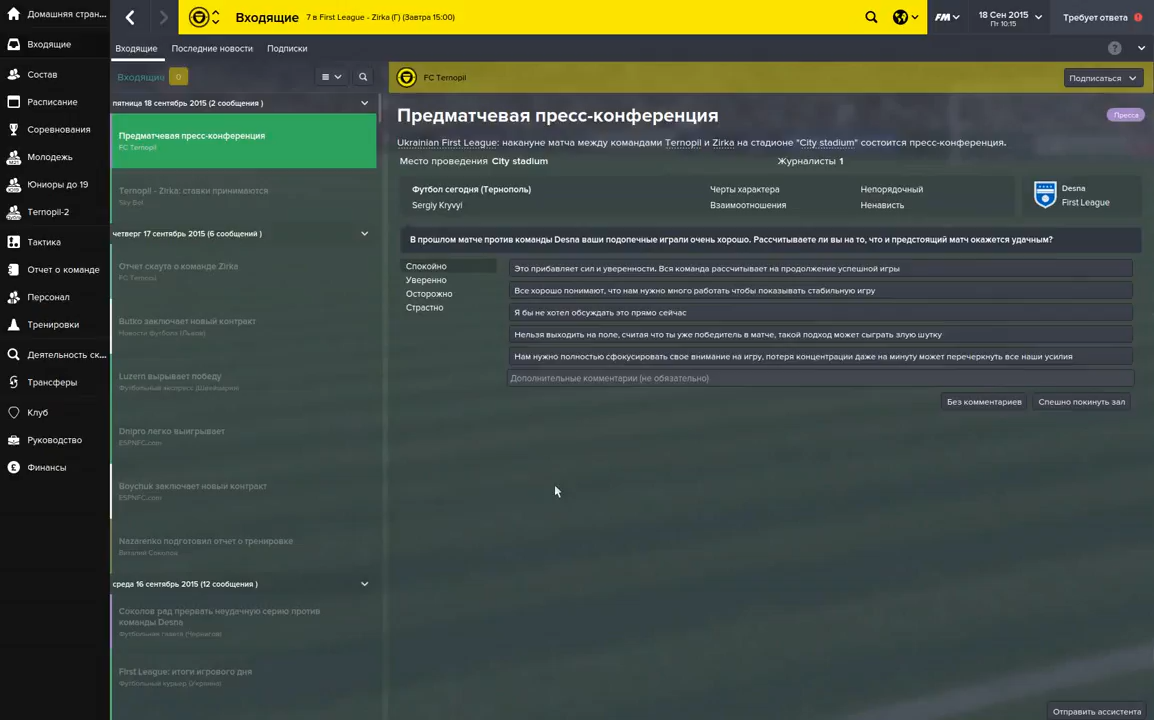 Домашняя стран...
Входящие
Состав
Расписание
Соревнования
Молодежь
Юниоры до 19
Ternopil-2
Тактика
Отчет о команде
Персонал
Тренировки
Деятельность ск...
Трансферы
Клуб
Руководство
Финансы
Входящие
7 в First League - Zirka (Г) (Завтра 15:00)
FM
18 Сен 2015
Пт 10:15
Требует ответа
Входящие
Последние новости
Подписки
Входящие 0
пятница 18 сентябрь 2015 (2 сообщения )
Предматчевая пресс-конференция
FC Ternopil
Ternopil - Zirka: ставки принимаются
Sky Bet
четверг 17 сентябрь 2015 (6 сообщений )
Отчет скаута о команде Zirka
FC Ternopil
Butko заключает новый контракт
Новости футбола (Львов)
Luzern вырывает победу
Футбольный экспресс (Швейцария)
Dnipro легко выигрывает
ESPNFC.com
Boychuk заключает новый контракт
ESPNFC.com
Nazarenko подготовил отчет о тренировке
Виталий Соколов
среда 16 сентябрь 2015 (12 сообщения )
Соколов рад прервать неудачную серию против
команды Desna
Футбольная газета (Чернигов)
First League: итоги игрового дня
Футбольный курьер (Украина)
FC Ternopil
Подписаться
Предматчевая пресс-конференция
Пресса
Ukrainian First League: накануне матча между командами Ternopil и Zirka на стадионе "City stadium" состоится пресс-конференция.
Место проведения City stadium
Журналисты 1
Футбол сегодня (Тернополь)
Sergiy Kryvyi
Черты характера
Непорядочный
Взаимоотношения
Ненависть
Desna
First League
В прошлом матче против команды Desna ваши подопечные играли очень хорошо. Рассчитываете ли вы на то, что и предстоящий матч окажется удачным?
Спокойно
Уверенно
Осторожно
Страстно
Это прибавляет сил и уверенности. Вся команда рассчитывает на продолжение успешной игры
Все хорошо понимают, что нам нужно много работать чтобы показывать стабильную игру
Я бы не хотел обсуждать это прямо сейчас
Нельзя выходить на поле, считая что ты уже победитель в матче, такой подход может сыграть злую шутку
Нам нужно полностью сфокусировать свое внимание на игру, потеря концентрации даже на минуту может перечеркнуть все наши усилия
Дополнительные комментарии (не обязательно)
Без комментариев
Спешно покинуть зал
Отправить ассистента